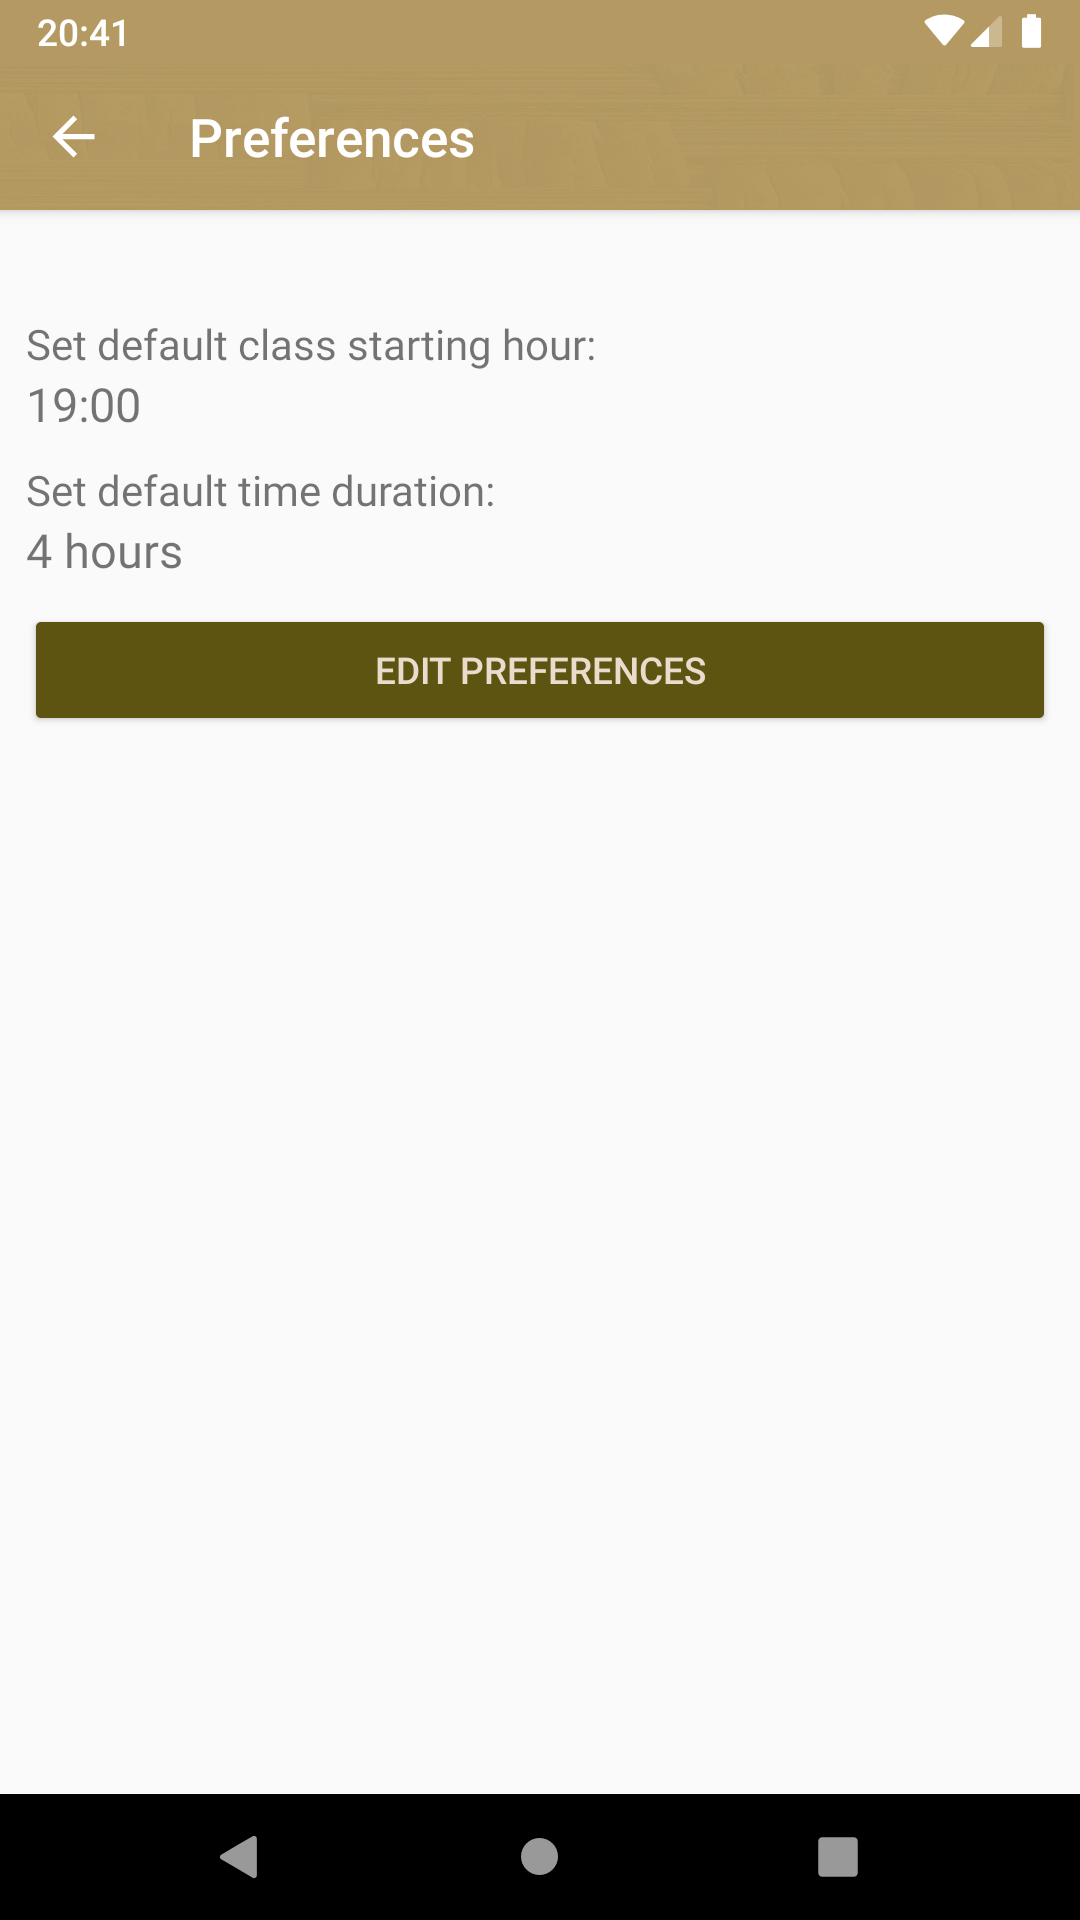 20:41
Preferences
Set default class starting hour:
19:00
Set default time duration:
4 hours
EDIT PREFERENCES